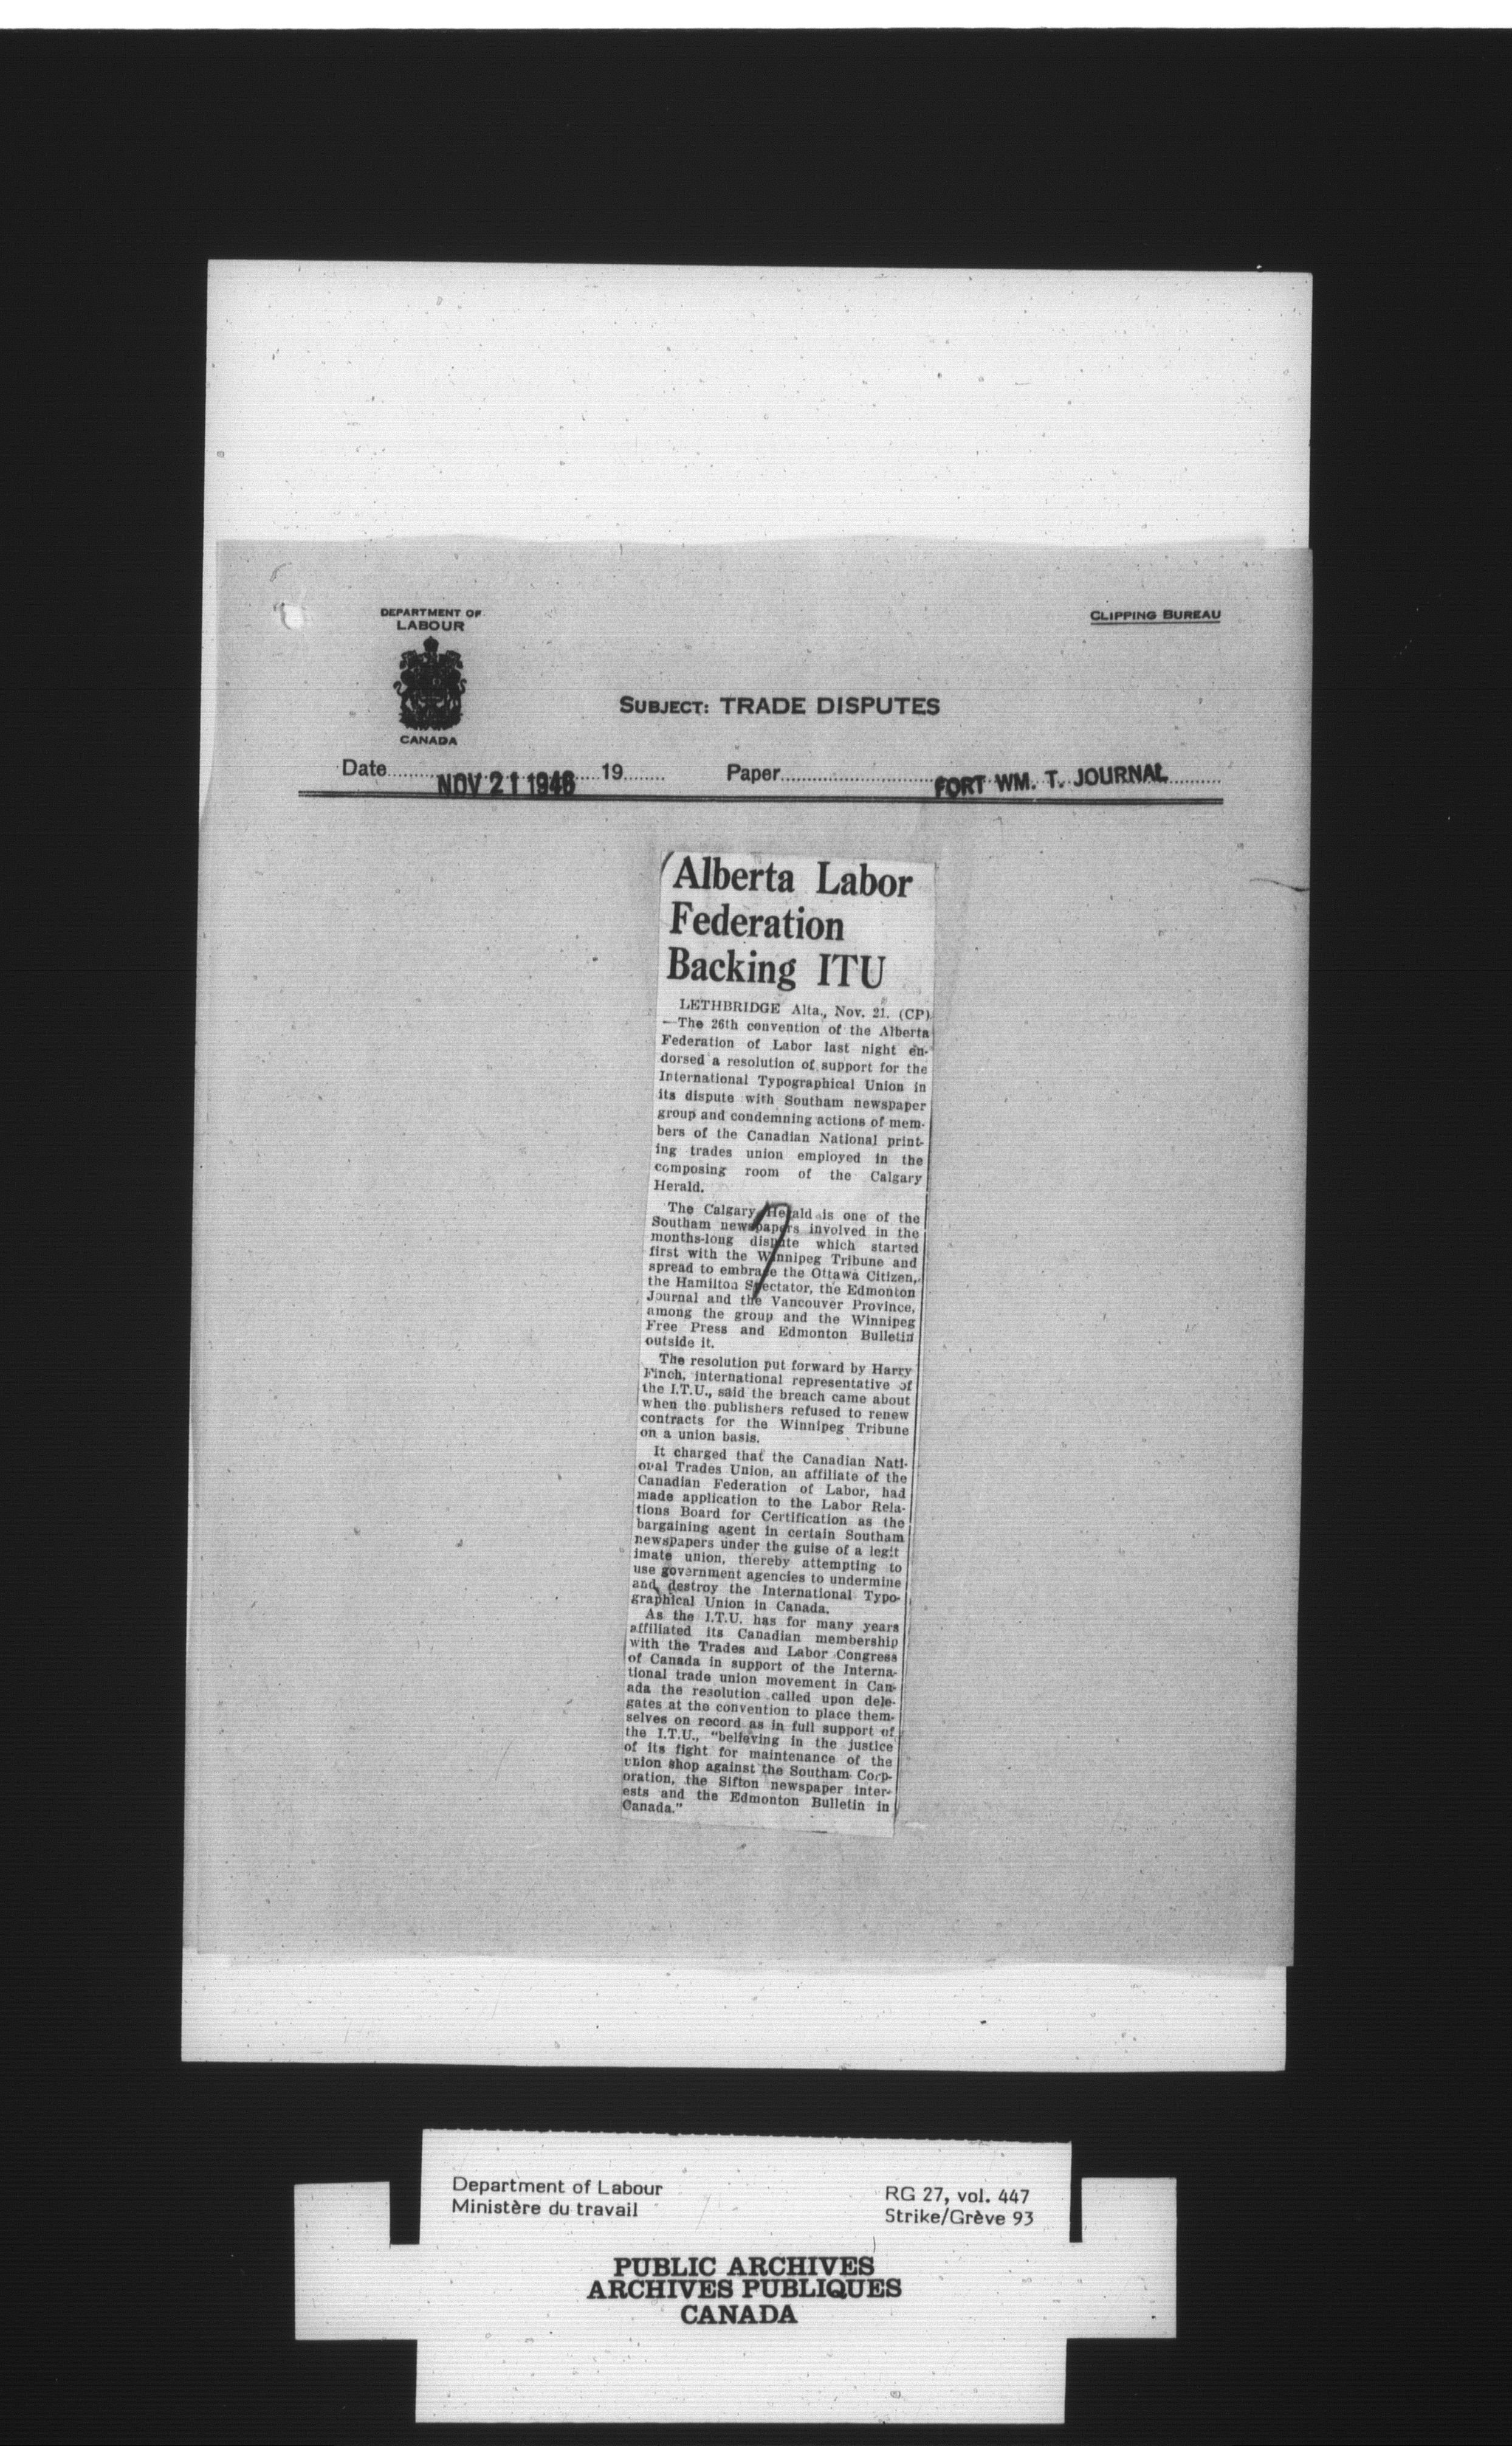 DEPARTMENT OF
LABOUR
CANADA
CLIPPING BUREAU
SUBJECT: TRADE DISPUTES
Date NOV 21 1946 19 Paper FORT WM. T. JOURNAL
Alberta Labor
Federation
Backing ITU
LETHBRIDGE Alta., Nov. 21. (CP)
—The 26th convention of the Alberta
Federation of Labor last night en-
dorsed a resolution of support for the
International Typographical Union in
its dispute with Southam newspaper
group and condemning actions of mem-
bers of the Canadian National print-
ing trades union employed in the
composing room of the Calgary
Herald.
The Calgary Herald is one of the
Southam newspapers involved in the
months-long dispute which started
first with the Winnipeg Tribune and
spread to embrace the Ottawa Citizen,
the Hamilton Spectator, the Edmonton
Journal and the Vancouver Province,
among the group and the Winnipeg
Free Press and Edmonton Bulletin
outside it.
The resolution put forward by Harry
Finch, international representative of
the I.T.U., said the breach came about
when the publishers refused to renew
contracts for the Winnipeg Tribune
on a union basis.
It charged that the Canadian Nati-
onal Trades Union, an affiliate of the
Canadian Federation of Labor, had
made application to the Labor Rela-
tions Board for Certification as the
bargaining agent in certain Southam
newspapers under the guise of a legit
imate union, thereby attempting to
use government agencies to undermine
and destroy the International Typo-
graphical Union in Canada.
As the I.T.U. has for many years
affiliated its Canadian membership
with the Trades and Labor Congress
of Canada in support of the Interna-
tional trade union movement in Can-
ada the resolution called upon dele-
gates at the convention to place them-
selves on record as in full support of
the I.T.U., "believing in the justice
of its fight for maintenance of the
union shop against the Southam Corp-
oration, the Sifton newspaper inter-
ests and the Edmonton Bulletin in
Canada."
Department of Labour
Ministère du travail
RG 27, vol. 447
Strike/Grève 93
PUBLIC ARCHIVES
ARCHIVES PUBLIQUES
CANADA